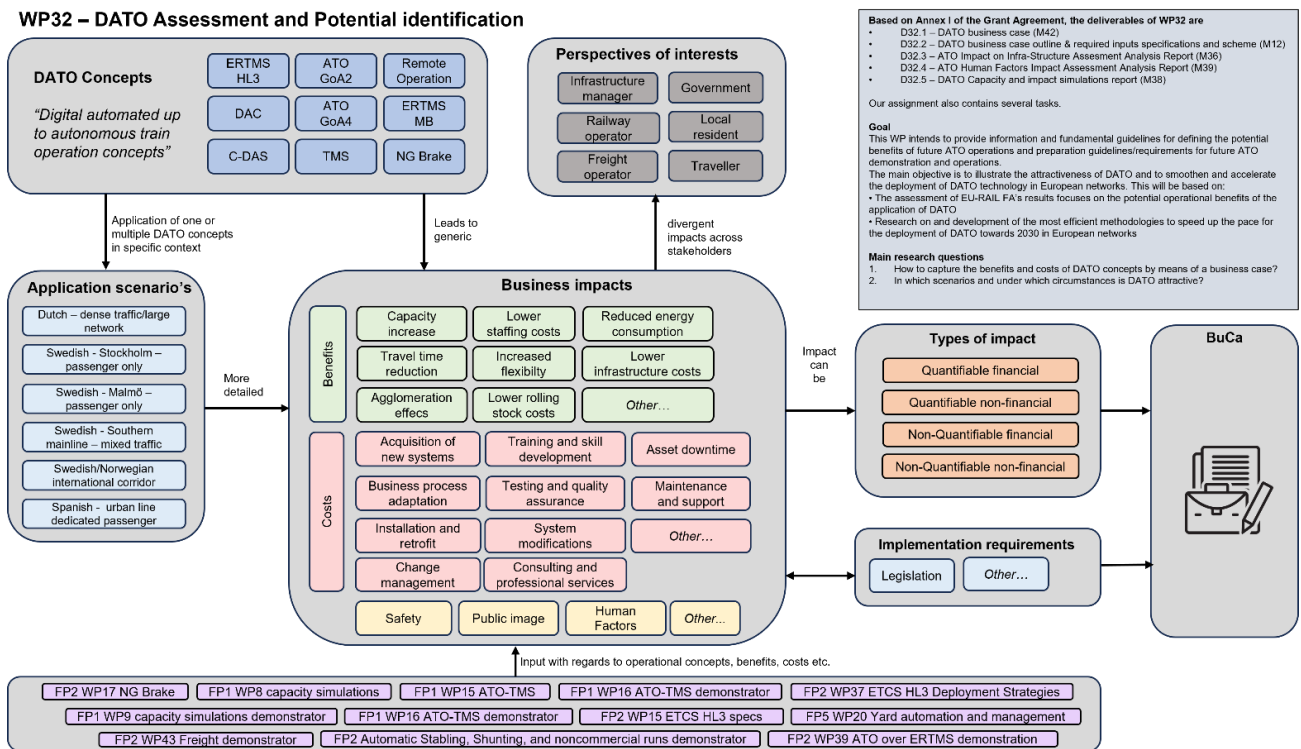 WP32 – DATO Assessment and Potential identification
DATO Concepts
“Digital automated up
to autonomous train
operation concepts”
ERTMS
HL3
ATO
GoA2
Remote
Operation
DAC
ATO
GoA4
ERTMS
MB
C-DAS
TMS
NG Brake
Perspectives of interests
Infrastructure
manager
Government
Railway
operator
Local
resident
Freight
operator
Traveller
Based on Annex I of the Grant Agreement, the deliverables of WP32 are
• D32.1 – DATO business case (M42)
• D32.2 – DATO business case outline & required inputs specifications and scheme (M12)
• D32.3 – ATO Impact on Infra-Structure Assessment Analysis Report (M36)
• D32.4 – ATO Human Factors Impact Assessment Analysis Report (M39)
• D32.5 – DATO Capacity and impact simulations report (M38)
Our assignment also contains several tasks.
Goal
This WP intends to provide information and fundamental guidelines for defining the potential
benefits of future ATO operations and preparation guidelines/requirements for future ATO
demonstration and operations.
The main objective is to illustrate the attractiveness of DATO and to smoothen and accelerate
the deployment of DATO technology in European networks. This will be based on:
• The assessment of EU-RAIL FA's results focuses on the potential operational benefits of the
application of DATO
• Research on and development of the most efficient methodologies to speed up the pace for
the deployment of DATO towards 2030 in European networks
Main research questions
1. How to capture the benefits and costs of DATO concepts by means of a business case?
2. In which scenarios and under which circumstances is DATO attractive?
Application of one or
multiple DATO concepts
in specific context
Leads to
generic
divergent
impacts across
stakeholders
Application scenario's
Dutch – dense traffic/large
network
Swedish - Stockholm –
passenger only
Swedish - Malmö –
passenger only
Swedish - Southern
mainline – mixed traffic
Swedish/Norwegian
international corridor
Spanish - urban line
dedicated passenger
More
detailed
Business impacts
Benefits
Capacity
increase
Lower
staffing costs
Reduced energy
consumption
Travel time
reduction
Increased
flexibilty
Lower
infrastructure costs
Agglomeration
effecs
Lower rolling
stock costs
Other…
Costs
Acquisition of
new systems
Training and skill
development
Asset downtime
Business process
adaptation
Testing and quality
assurance
Maintenance
and support
Installation and
retrofit
System
modifications
Other…
Change
management
Consulting and
professional services
Safety
Public image
Human
Factors
Other...
Impact
can
be
Types of impact
Quantifiable financial
Quantifiable non-financial
Non-Quantifiable financial
Non-Quantifiable non-financial
Implementation requirements
Legislation
Other…
BuCa
Input with regards to operational concepts, benefits, costs etc.
FP2 WP17 NG Brake
FP1 WP8 capacity simulations
FP1 WP15 ATO-TMS
FP1 WP16 ATO-TMS demonstrator
FP2 WP37 ETCS HL3 Deployment Strategies
FP1 WP9 capacity simulations demonstrator
FP1 WP16 ATO-TMS demonstrator
FP2 WP15 ETCS HL3 specs
FP5 WP20 Yard automation and management
FP2 WP43 Freight demonstrator
FP2 Automatic Stabling, Shunting, and noncommercial runs demonstrator
FP2 WP39 ATO over ERTMS demonstration